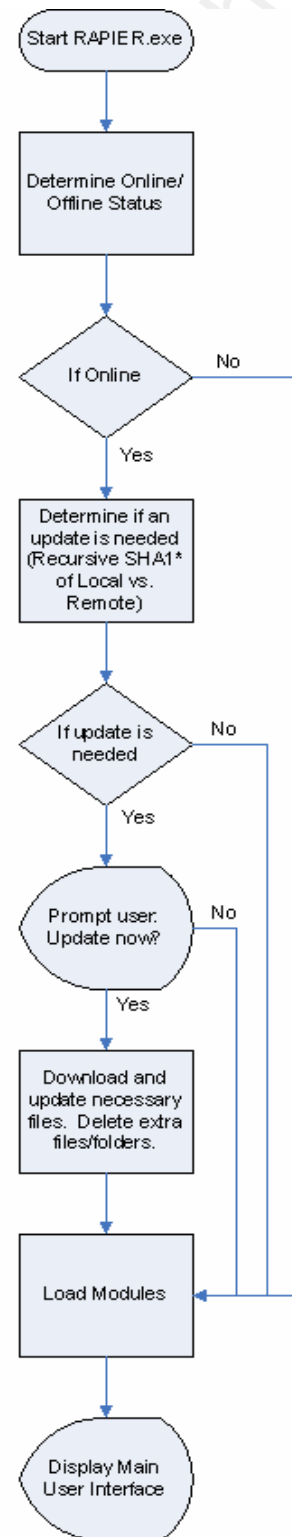 Start RAPIER.exe
Determine Online/
Offline Status
If Online
No
Yes
Determine if an
update is needed
(Recursive SHA1*
of Local vs.
Remote)
If update is
needed
No
Yes
Prompt user:
Update now?
No
Yes
Download and
update necessary
files. Delete extra
files/folders.
Load Modules
Display Main
User Interface